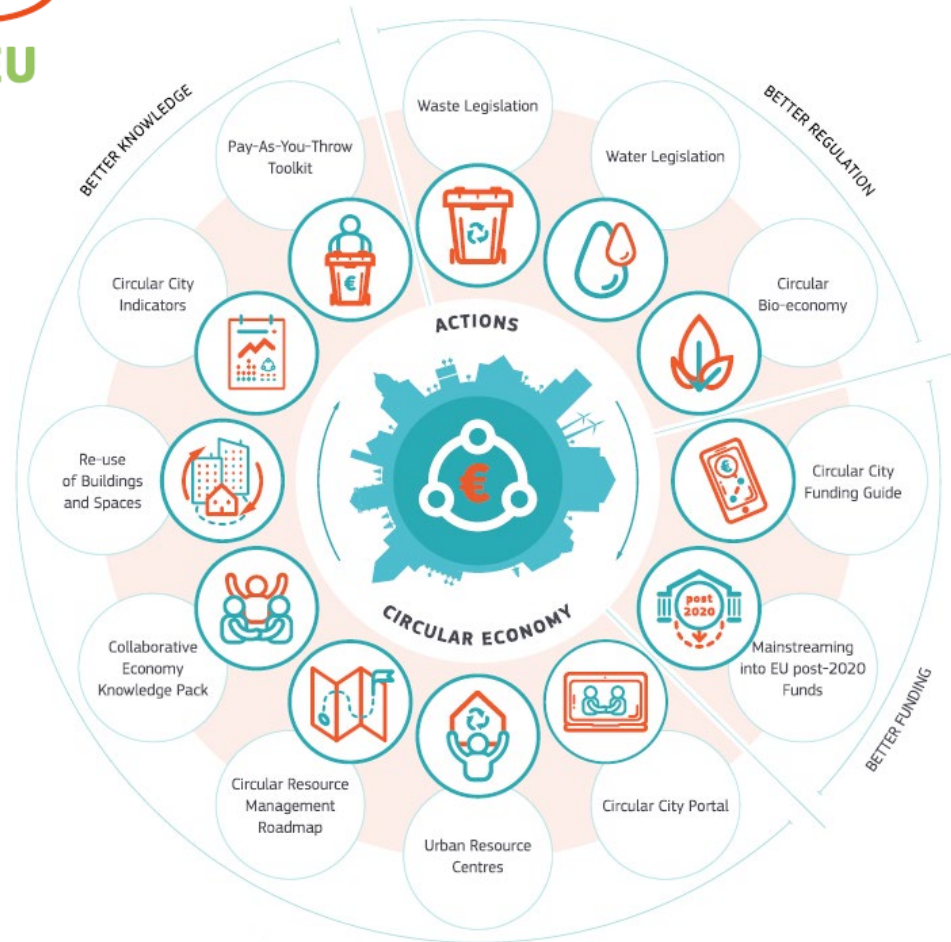 EU
BETTER KNOWLEDGE
BETTER REGULATION
BETTER FUNDING
Waste Legislation
Water Legislation
Circular
Bio-economy
Circular City
Funding Guide
Mainstreaming
into EU post-2020
Funds
Circular City Portal
Urban Resource
Centres
Circular Resource
Management
Roadmap
Collaborative
Economy
Knowledge Pack
Re-use
of Buildings
and Spaces
Circular City
Indicators
Pay-As-You-Throw
Toolkit
€
€
post
2020
ACTIONS
€
CIRCULAR ECONOMY